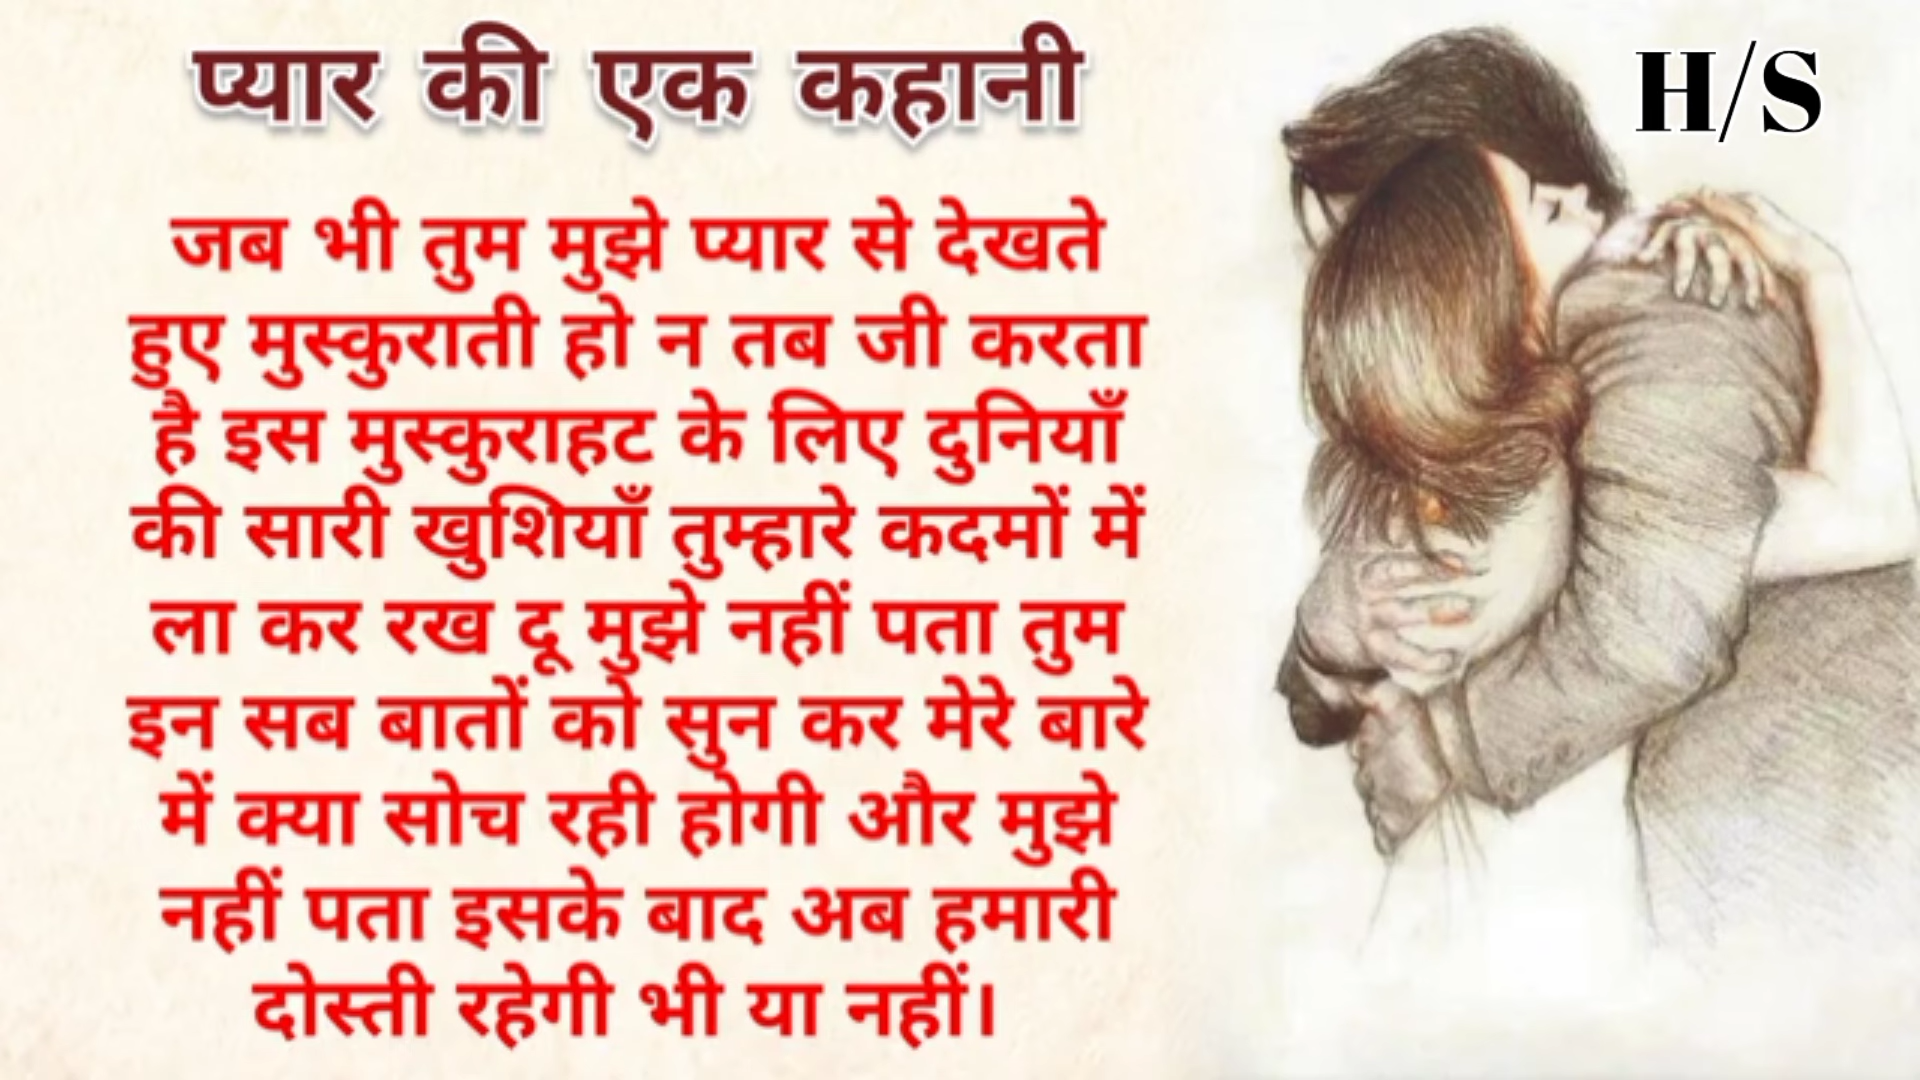 प्यार की एक कहानी
H/S
जब भी तुम मुझे प्यार से देखते
हुए मुस्कुराती हो न तब जी करता
है इस मुस्कुराहट के लिए दुनियाँ
की सारी खुशियाँ तुम्हारे कदमों में
ला कर रख दू मुझे नहीं पता तुम
इन सब बातों को सुन कर मेरे बारे
में क्या सोच रही होगी और मुझे
नहीं पता इसके बाद अब हमारी
दोस्ती रहेगी भी या नहीं।